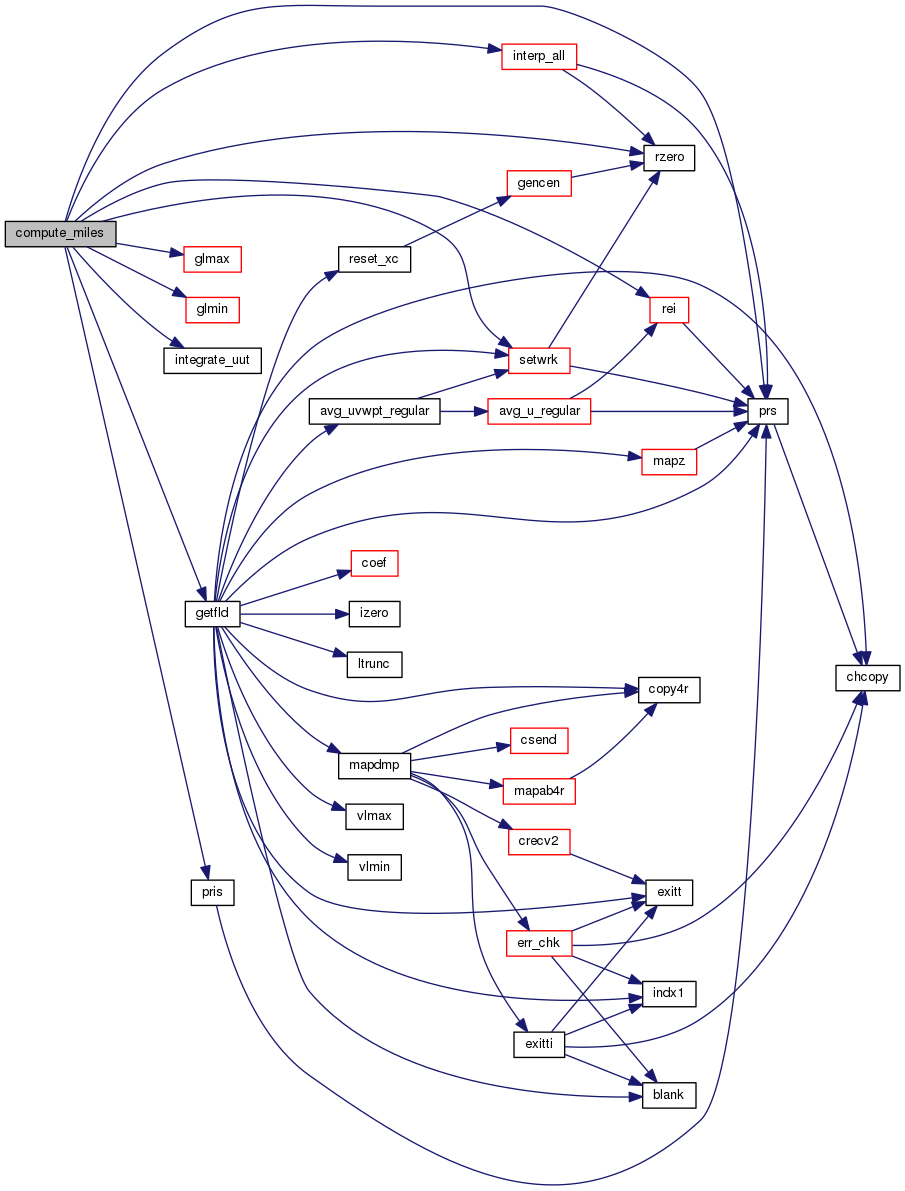 interp_all
rzero
gencen
compute_miles
glmax
reset_xc
glmin
rei
integrate_uut
setwrk
avg_uvwpt_regular
avg_u_regular
prs
mapz
coef
getfld
izero
ltrunc
chcopy
copy4r
csend
mapdmp
mapab4r
vlmax
crecv2
vlmin
pris
exitt
err_chk
indx1
exitti
blank